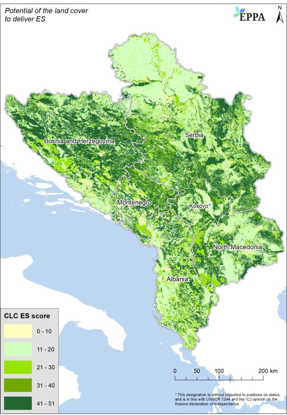 Potential of the land cover
to deliver ES
EPPA
N
Serbia
Bosnia and Herzegovina
Montenegro
Kosovo*
North Macedonia
Albania
CLC ES score
0 - 10
11 - 20
21 - 30
31 - 40
41 - 51
0 50 100 200 km
* This designation is without prejudice to positions on status,
and is in line with UNSCR 1244 and the ICJ opinion on the
Kosovo declaration of independence.